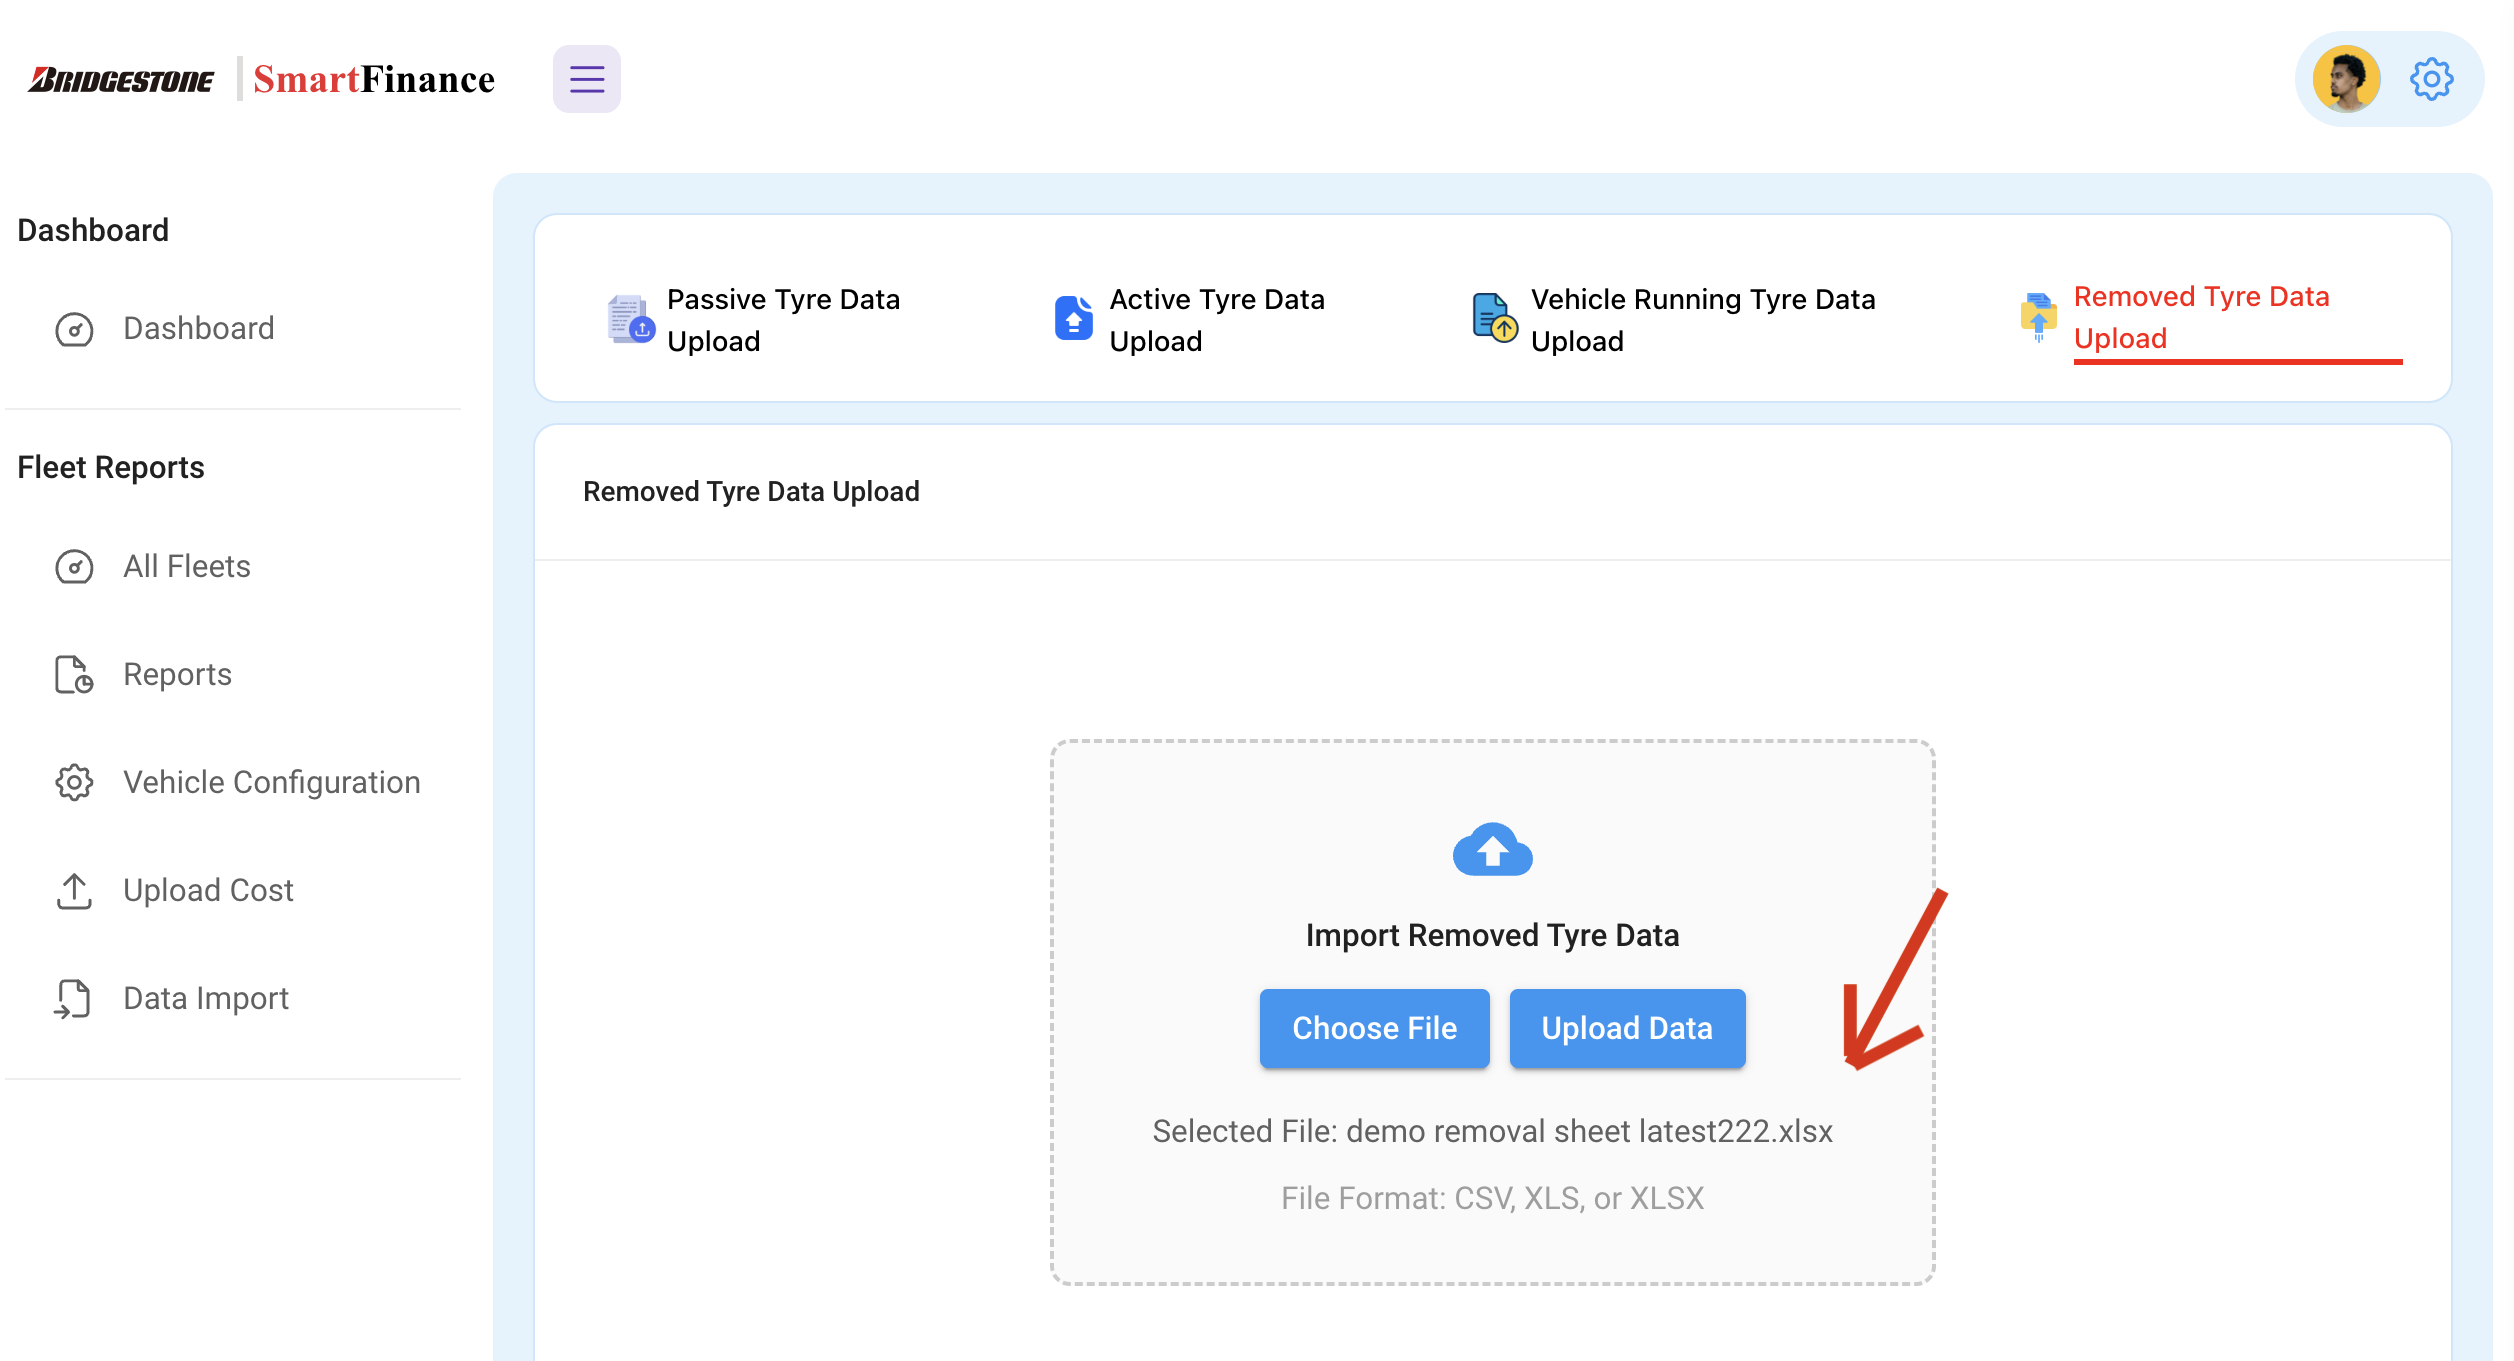 BRIDGESTONE | SmartFinance
Dashboard
Dashboard
Fleet Reports
All Fleets
Reports
Vehicle Configuration
Upload Cost
Data Import
Passive Tyre Data
Upload
Active Tyre Data
Upload
Vehicle Running Tyre Data
Upload
Removed Tyre Data
Upload
Removed Tyre Data Upload
Import Removed Tyre Data
Choose File
Upload Data
Selected File: demo removal sheet latest222.xlsx
File Format: CSV, XLS, or XLSX